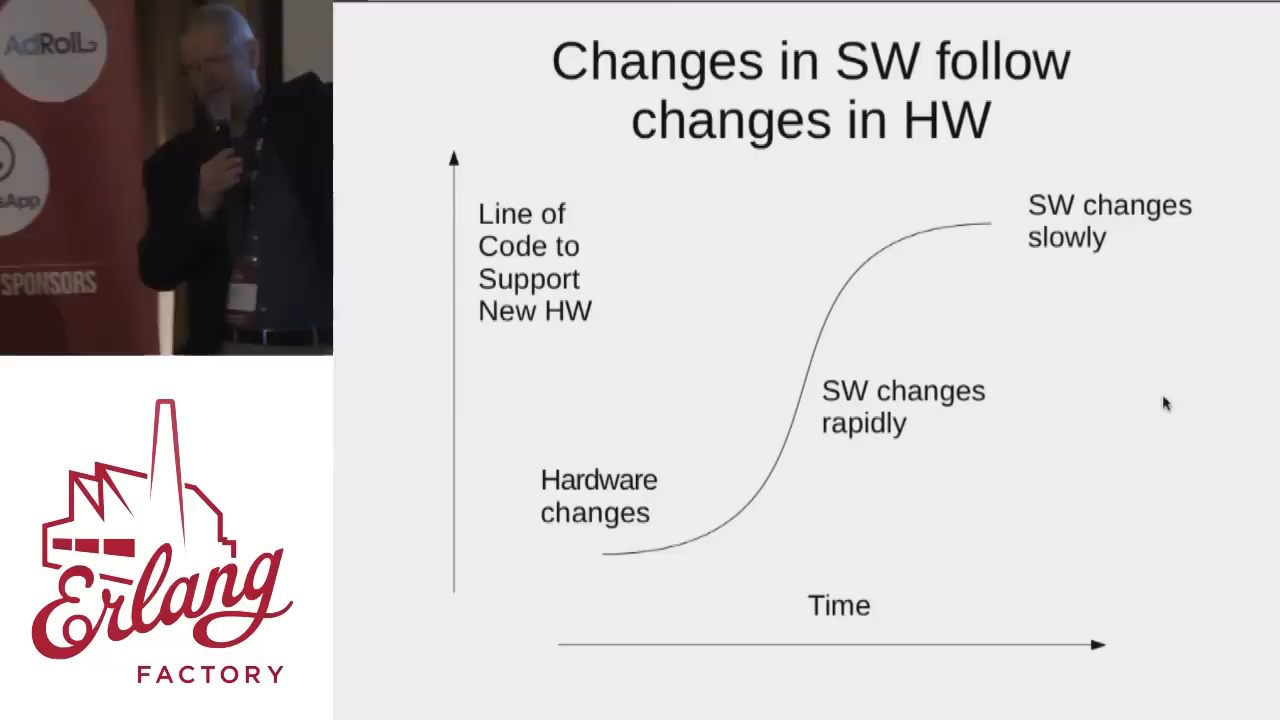 AdRoll
sApp
SPONSORS
Erlang
FACTORY
Changes in SW follow
changes in HW
Line of
Code to
Support
New HW
SW changes
slowly
SW changes
rapidly
Hardware
changes
Time